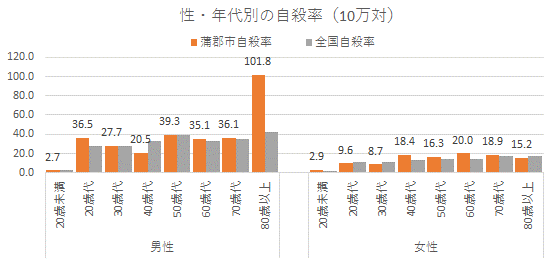 性・年代別の自殺率（10万対）
蒲郡市自殺率 全国自殺率
120.0
100.0
80.0
60.0
40.0
20.0
0.0
2.7 36.5 27.7 20.5 39.3 35.1 36.1 101.8 2.9 9.6 8.7 18.4 16.3 20.0 18.9 15.2
20歳未満 20歳代 30歳代 40歳代 50歳代 60歳代 70歳代 80歳以上 20歳未満 20歳代 30歳代 40歳代 50歳代 60歳代 70歳代 80歳以上
男性 女性